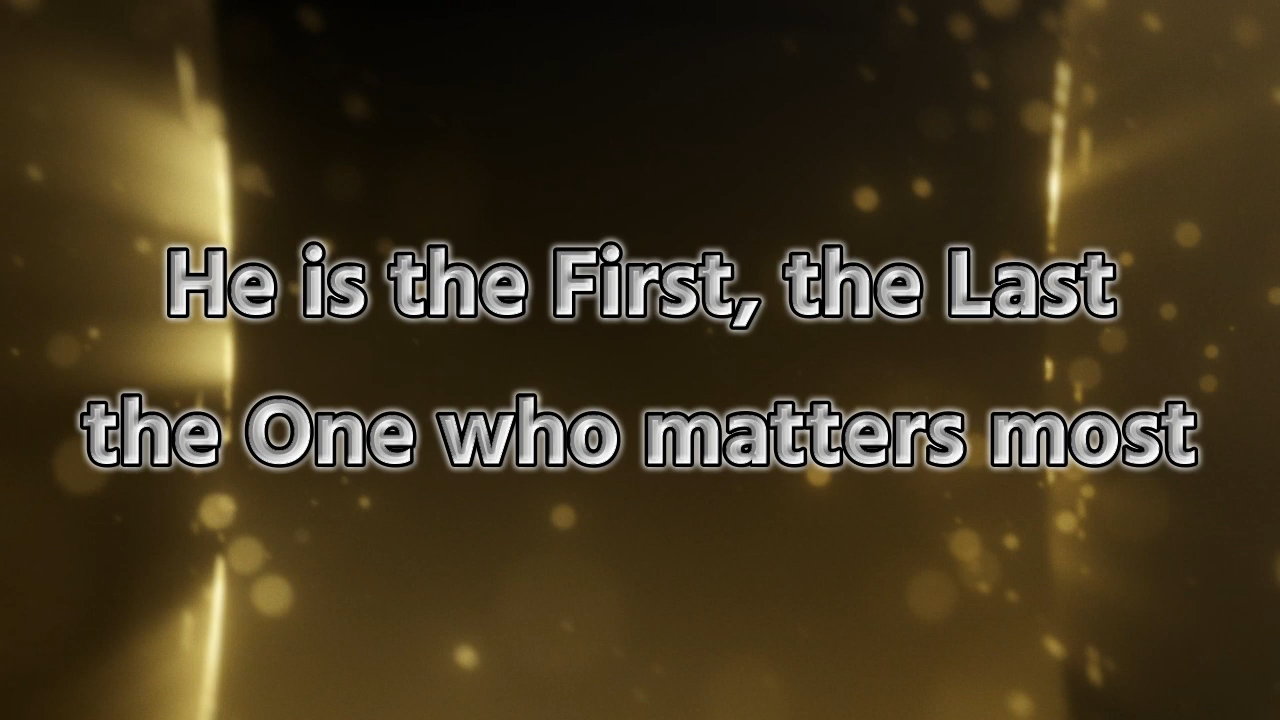 He is the First, the Last
the One who matters most